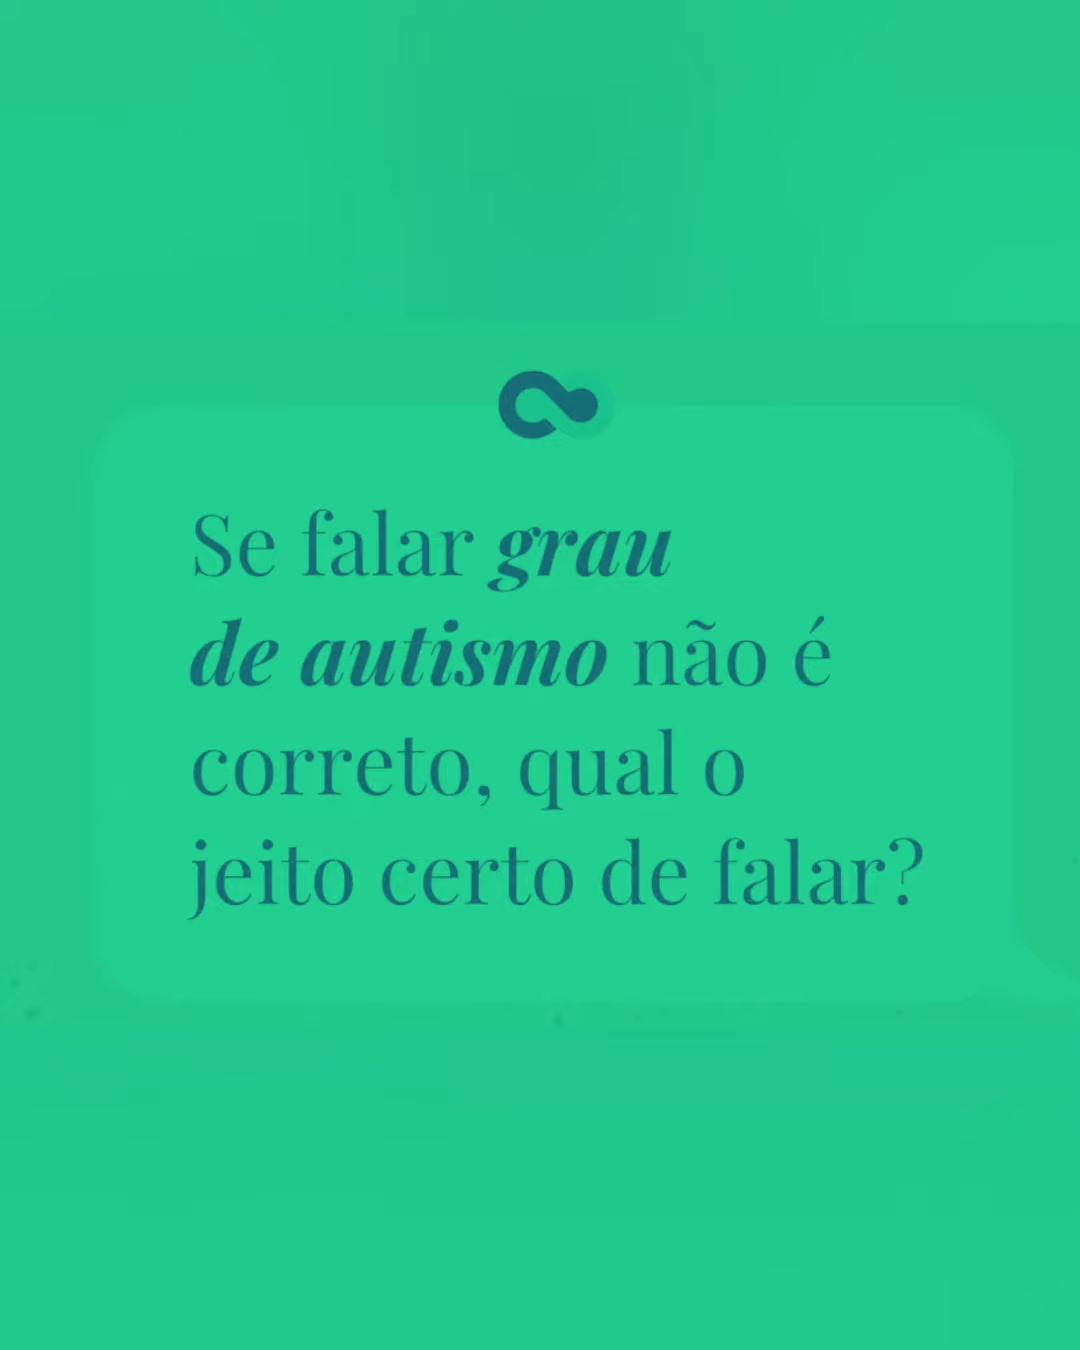 Se falar grau
de autismo não é
correto, qual o
jeito certo de falar?